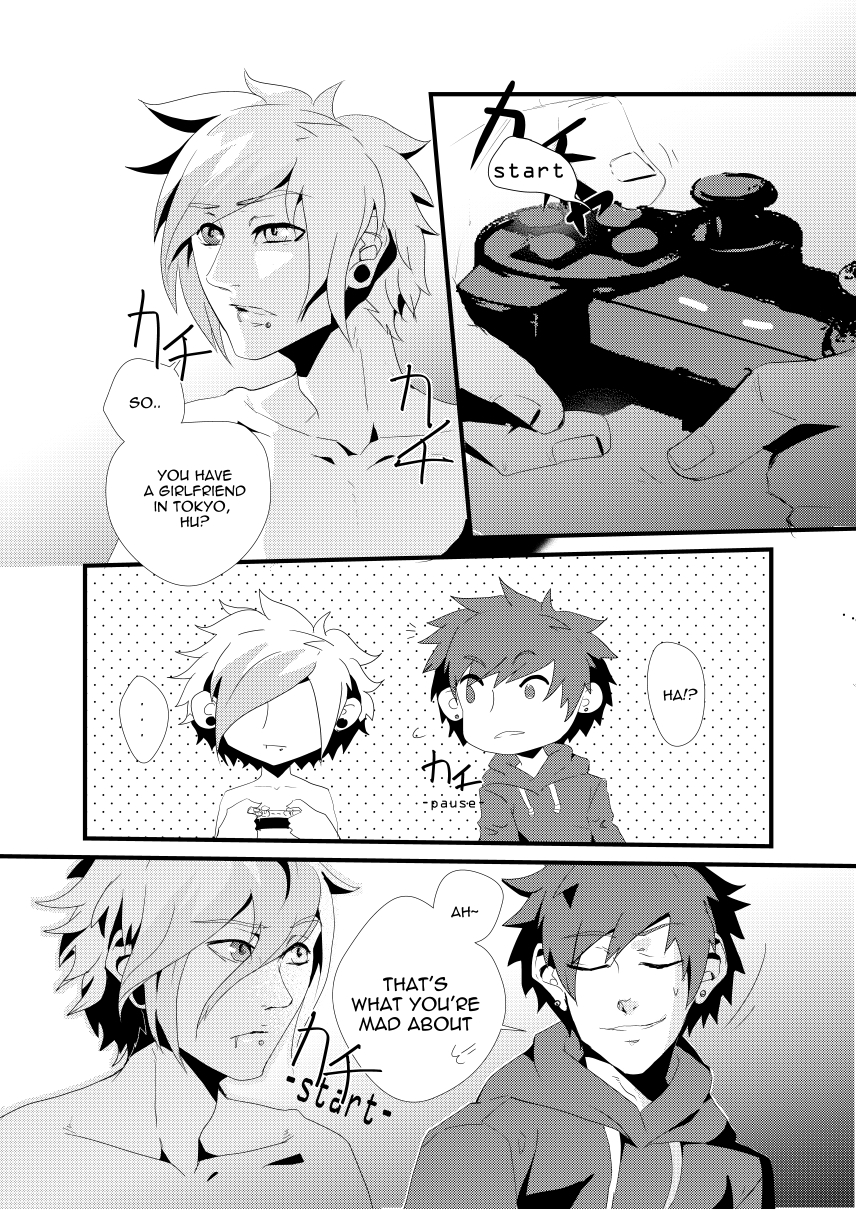 カチ
start
カチ
カチ
SO..
YOU HAVE
A GIRLFRIEND
IN TOKYO,
HU?
...
HA!?
カチ
-pause-
AH~
THAT'S
WHAT YOU'RE
MAD ABOUT
カチ
-start-